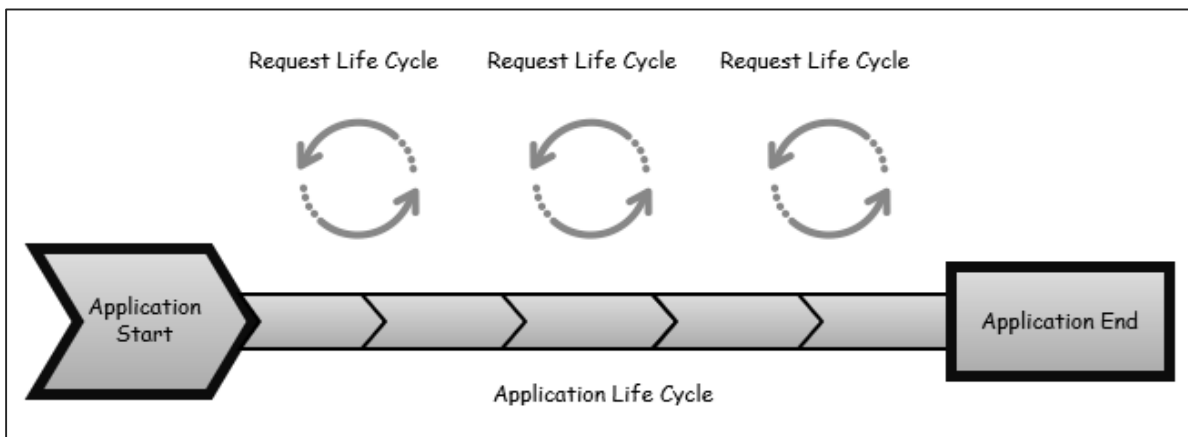 Request Life Cycle Request Life Cycle Request Life Cycle
Application
Start
Application End
Application Life Cycle